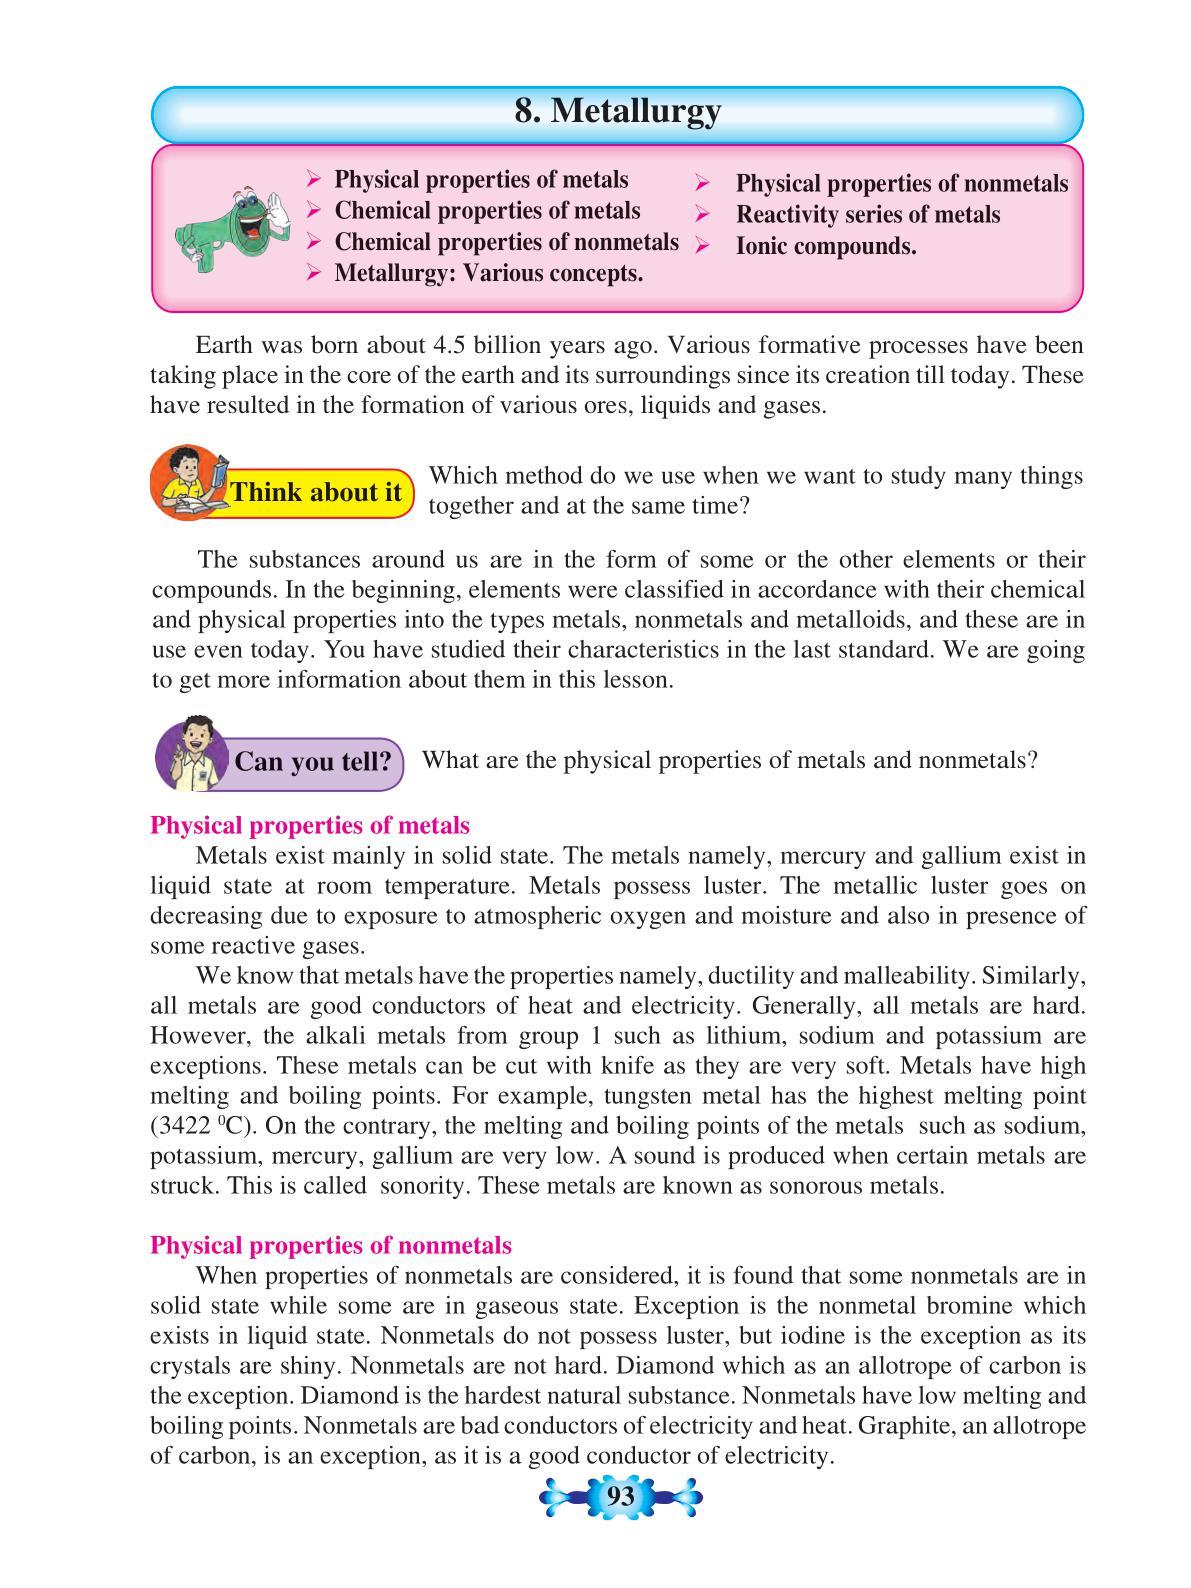 8. Metallurgy
Physical properties of metals
Chemical properties of metals
Chemical properties of nonmetals
Metallurgy: Various concepts.
Physical properties of nonmetals
Reactivity series of metals
Ionic compounds.
Earth was born about 4.5 billion years ago. Various formative processes have been
taking place in the core of the earth and its surroundings since its creation till today. These
have resulted in the formation of various ores, liquids and gases.
Think about it
Which method do we use when we want to study many things
together and at the same time?
The substances around us are in the form of some or the other elements or their
compounds. In the beginning, elements were classified in accordance with their chemical
and physical properties into the types metals, nonmetals and metalloids, and these are in
use even today. You have studied their characteristics in the last standard. We are going
to get more information about them in this lesson.
Can you tell?
What are the physical properties of metals and nonmetals?
Physical properties of metals
Metals exist mainly in solid state. The metals namely, mercury and gallium exist in
liquid state at room temperature. Metals possess luster. The metallic luster goes on
decreasing due to exposure to atmospheric oxygen and moisture and also in presence of
some reactive gases.
We know that metals have the properties namely, ductility and malleability. Similarly,
all metals are good conductors of heat and electricity. Generally, all metals are hard.
However, the alkali metals from group 1 such as lithium, sodium and potassium are
exceptions. These metals can be cut with knife as they are very soft. Metals have high
melting and boiling points. For example, tungsten metal has the highest melting point
(3422 ⁰C). On the contrary, the melting and boiling points of the metals such as sodium,
potassium, mercury, gallium are very low. A sound is produced when certain metals are
struck. This is called sonority. These metals are known as sonorous metals.
Physical properties of nonmetals
When properties of nonmetals are considered, it is found that some nonmetals are in
solid state while some are in gaseous state. Exception is the nonmetal bromine which
exists in liquid state. Nonmetals do not possess luster, but iodine is the exception as its
crystals are shiny. Nonmetals are not hard. Diamond which as an allotrope of carbon is
the exception. Diamond is the hardest natural substance. Nonmetals have low melting and
boiling points. Nonmetals are bad conductors of electricity and heat. Graphite, an allotrope
of carbon, is an exception, as it is a good conductor of electricity.
93